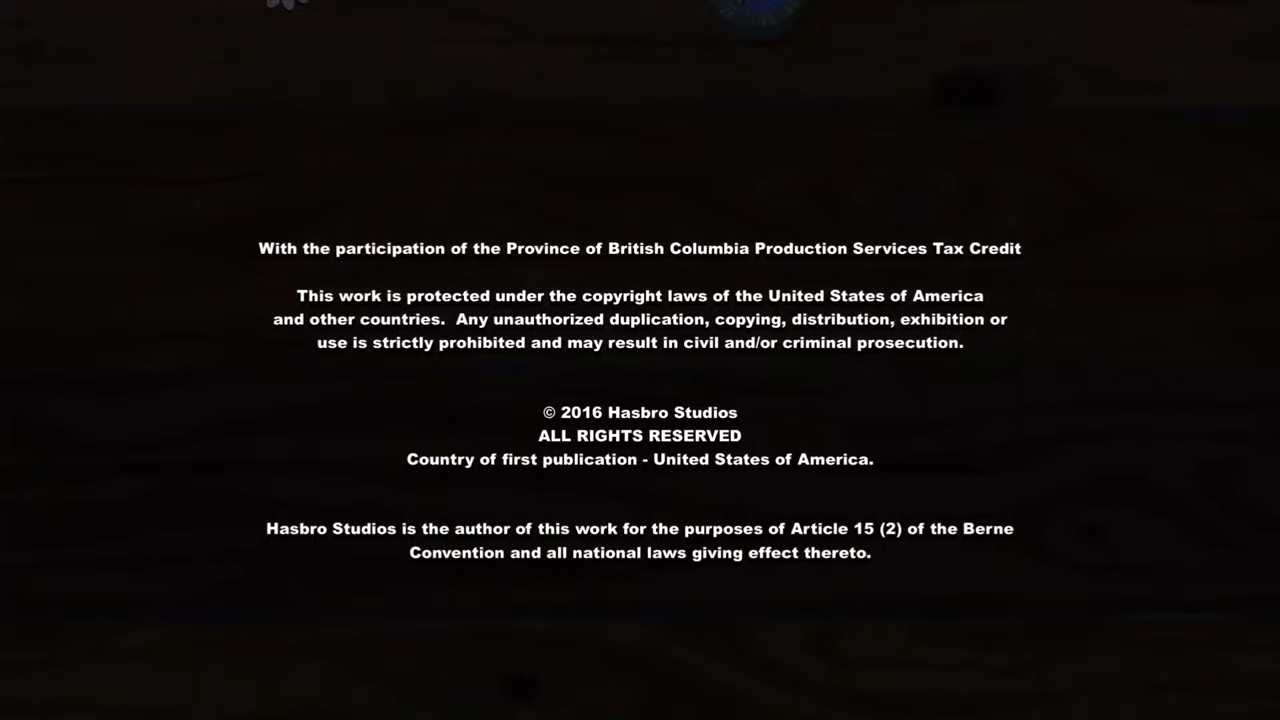 With the participation of the Province of British Columbia Production Services Tax Credit
This work is protected under the copyright laws of the United States of America
and other countries.  Any unauthorized duplication, copying, distribution, exhibition or
use is strictly prohibited and may result in civil and/or criminal prosecution.
© 2016 Hasbro Studios
ALL RIGHTS RESERVED
Country of first publication - United States of America.
Hasbro Studios is the author of this work for the purposes of Article 15 (2) of the Berne
Convention and all national laws giving effect thereto.